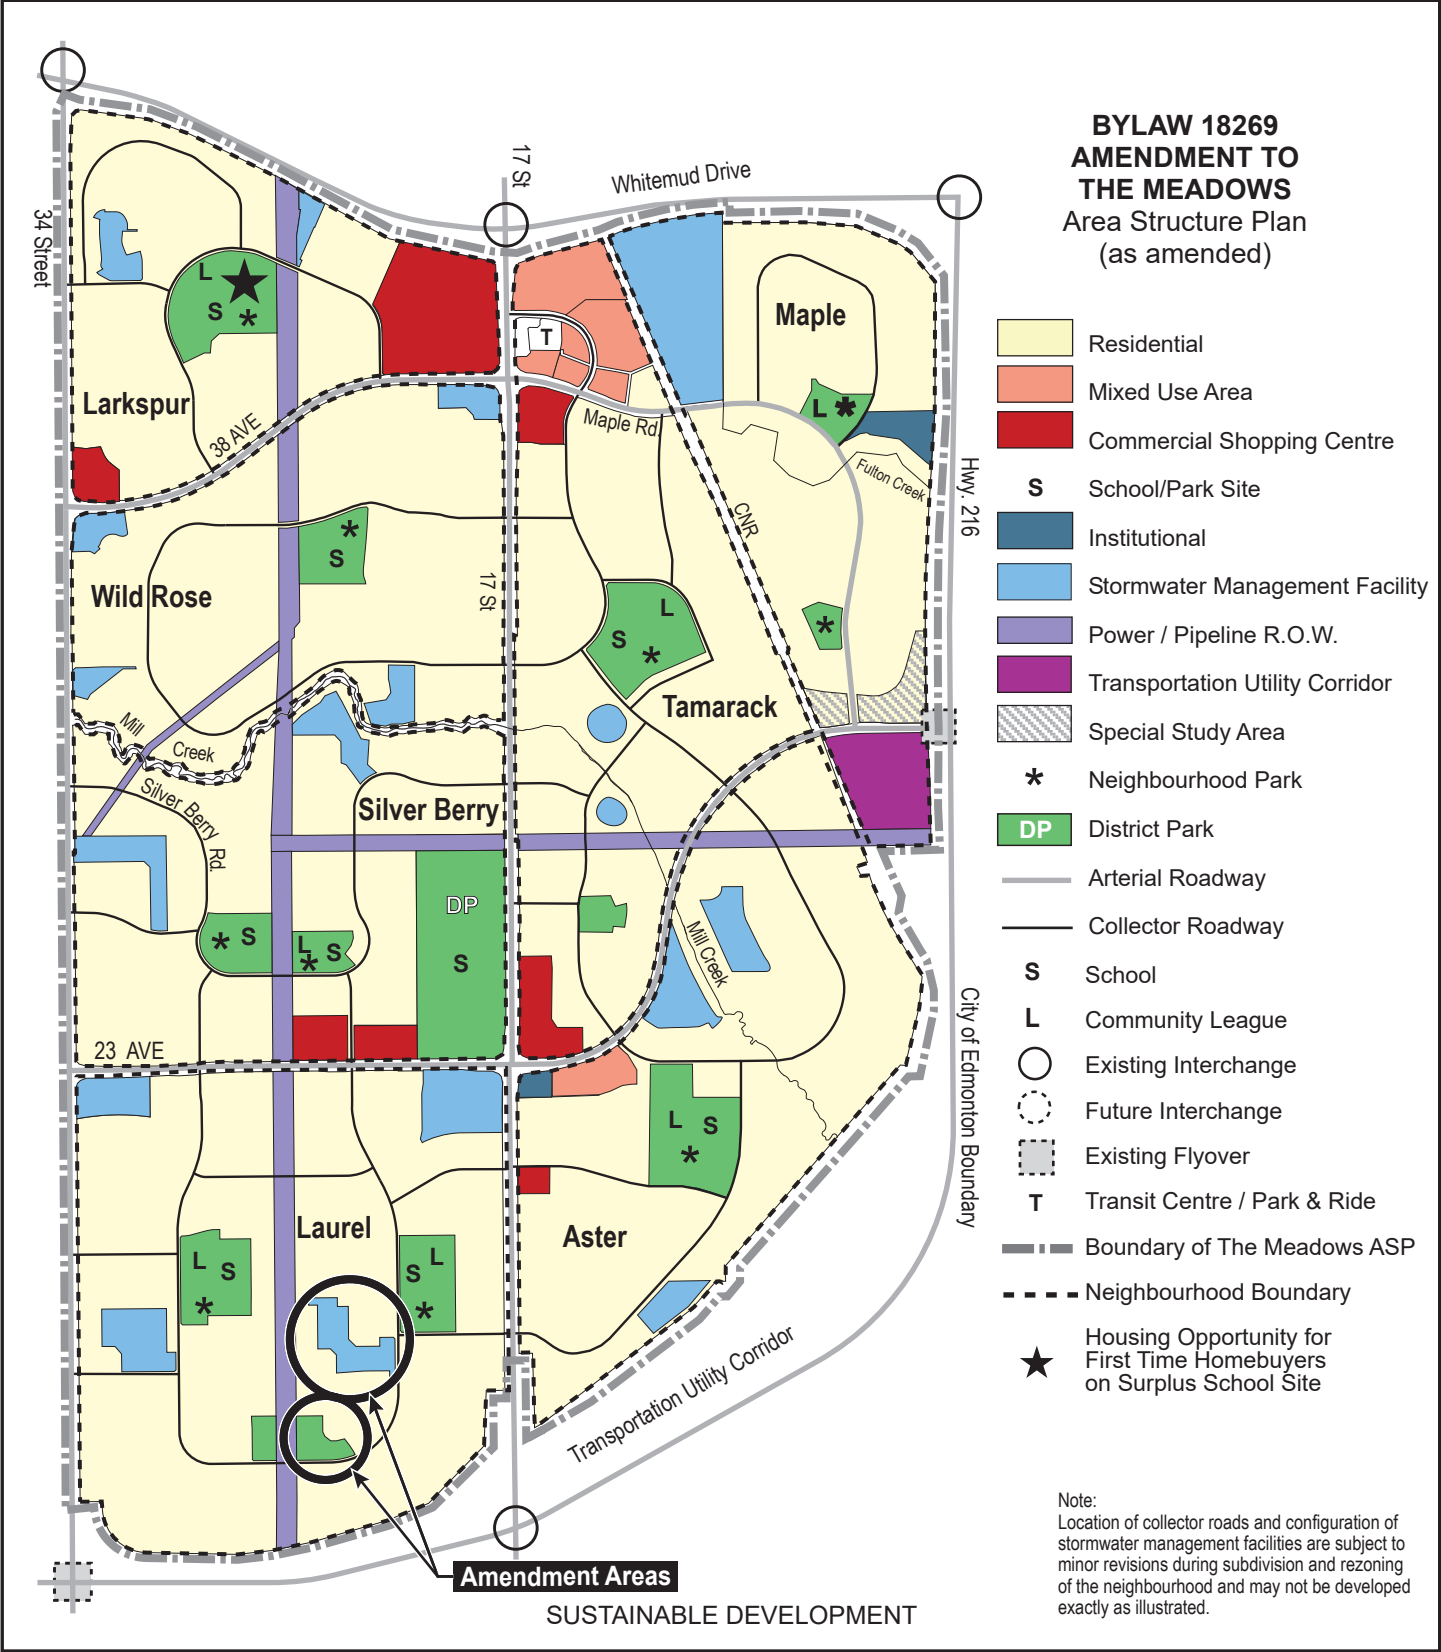 BYLAW 18269
AMENDMENT TO
THE MEADOWS
Area Structure Plan
(as amended)
Residential
Mixed Use Area
Commercial Shopping Centre
S School/Park Site
Institutional
Stormwater Management Facility
Power / Pipeline R.O.W.
Transportation Utility Corridor
Special Study Area
* Neighbourhood Park
DP District Park
Arterial Roadway
Collector Roadway
S School
L Community League
Existing Interchange
Future Interchange
Existing Flyover
T Transit Centre / Park & Ride
Boundary of The Meadows ASP
Neighbourhood Boundary
Housing Opportunity for
First Time Homebuyers
on Surplus School Site
Note:
Location of collector roads and configuration of
stormwater management facilities are subject to
minor revisions during subdivision and rezoning
of the neighbourhood and may not be developed
exactly as illustrated.
34 Street
17 St
Whitemud Drive
L
S *
T
Maple
L *
Larkspur
38 AVE
Maple Rd.
Fulton Creek
Hwy. 216
CNR
* S
Wild Rose
17 St
L
S *
*
Tamarack
Mill
Creek
Silver Berry
Rd.
Silver Berry
DP
S
* S
L S
*
Mill Creek
23 AVE
City of Edmonton Boundary
L S
*
Laurel
Aster
L S
*
S L
*
Transportation Utility Corridor
Amendment Areas
SUSTAINABLE DEVELOPMENT